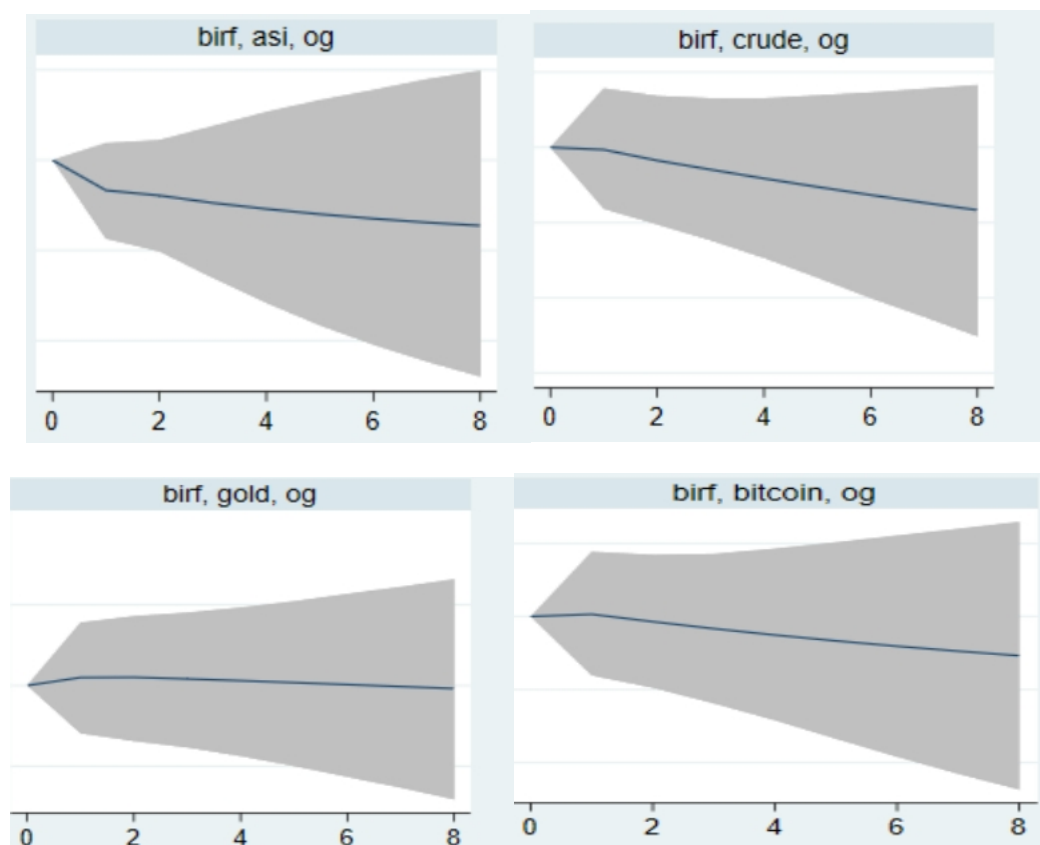 birf, asi, og
0 2 4 6 8
birf, crude, og
0 2 4 6 8
birf, gold, og
0 2 4 6 8
birf, bitcoin, og
0 2 4 6 8